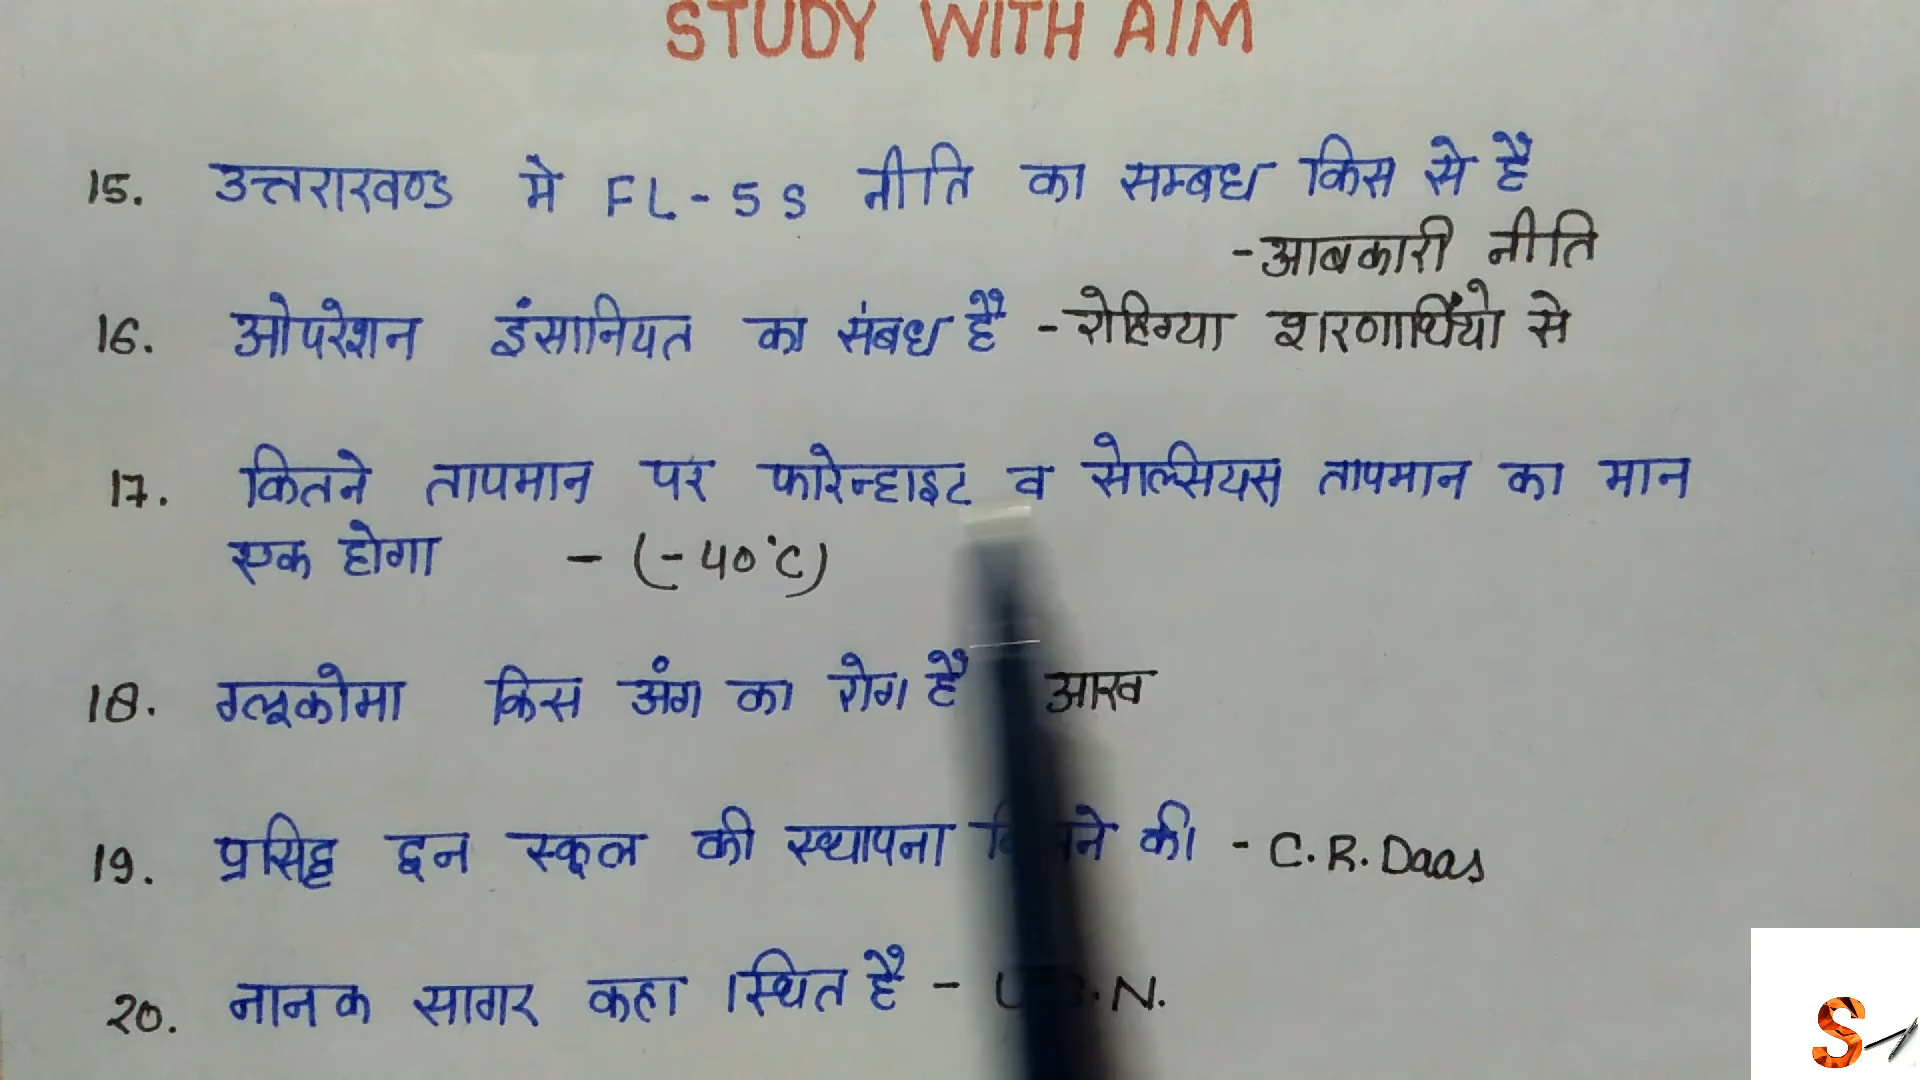 STUDY WITH AIM
15. उत्तराखण्ड मे FL-5S नीति का सम्बध किस से है
-आबकारी नीति
16. ओपरेशन इंसानियत का संबध है -रोहिग्या शरणार्थियो से
17. कितने तापमान पर फारेन्हाइट व सेल्सियस तापमान का मान
एक होगा - (-40°C)
18. ग्लूकोमा किस अंग का रोग है आख
19. प्रसिद्ध दून स्कूल की स्थापना ने की - C.R.Daas
20. नानक सागर कहा स्थित है - .N.
S